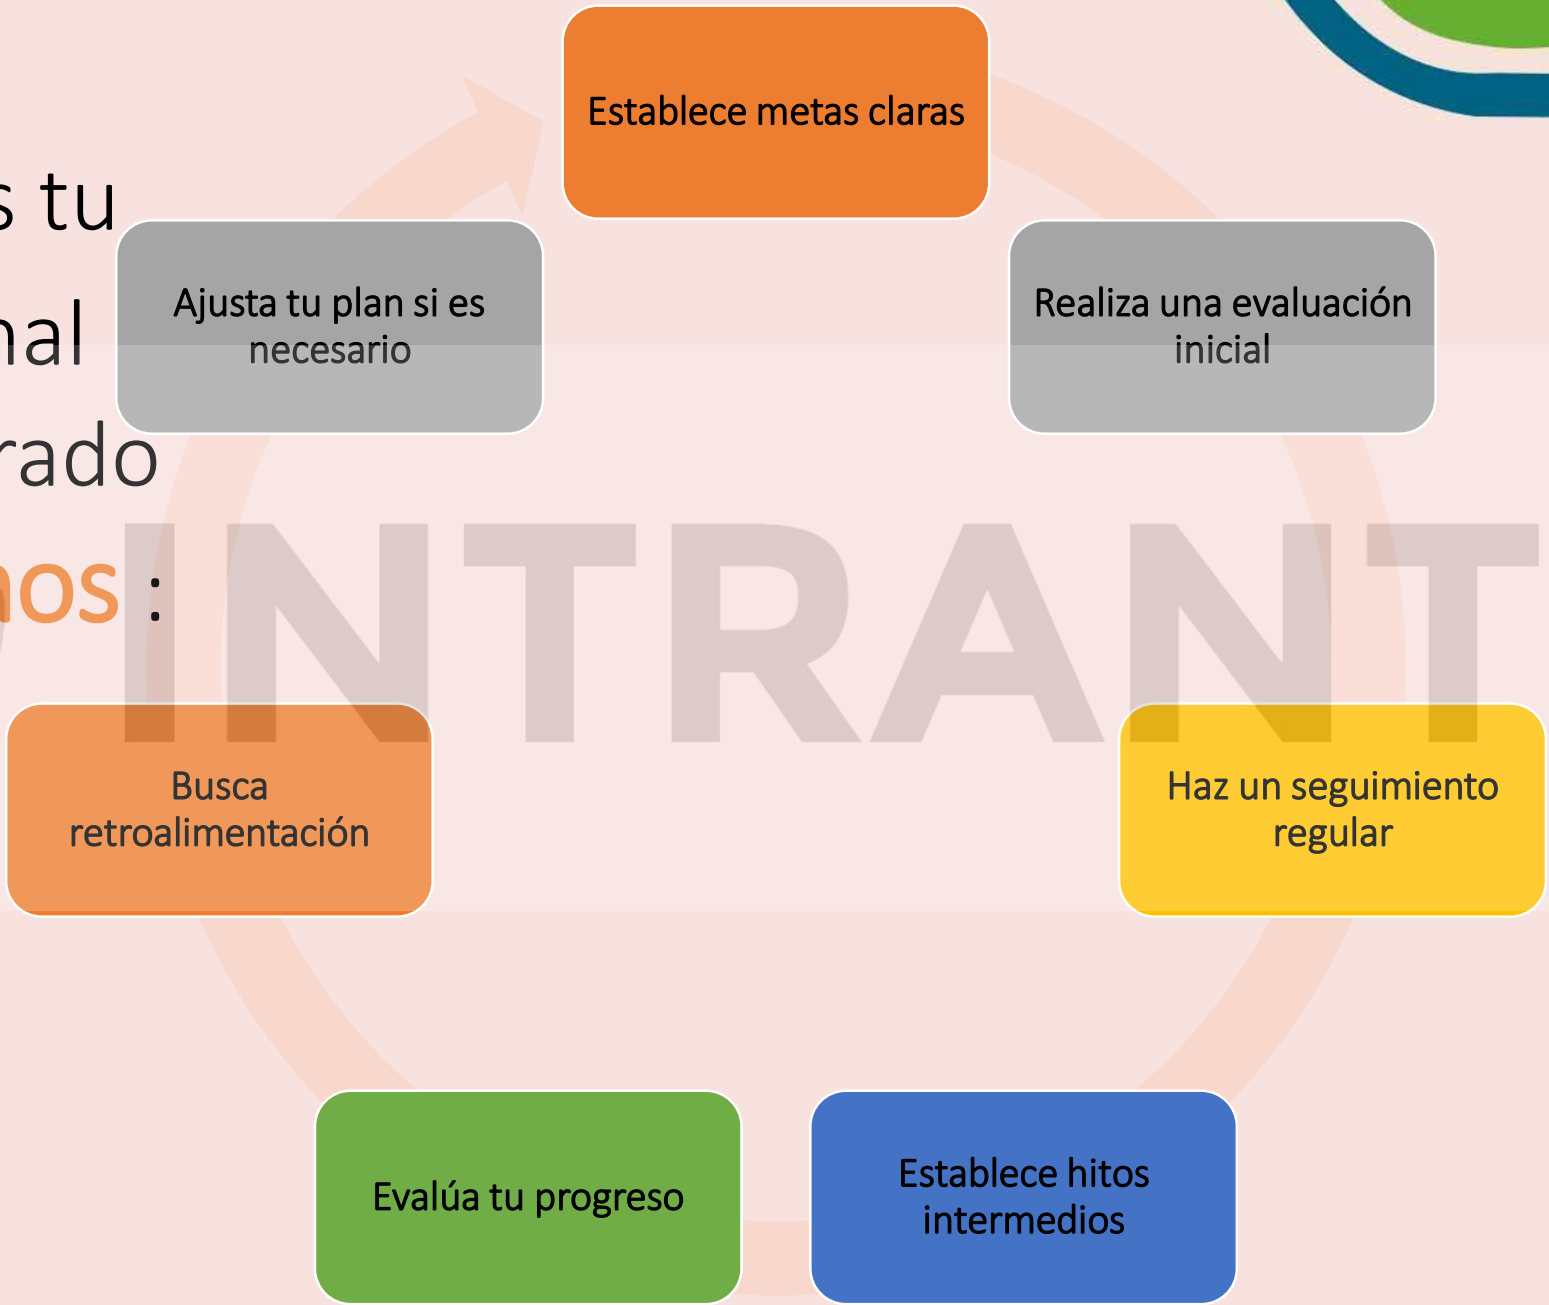 s tu
nal
rado
nos :
Establece metas claras
Realiza una evaluación
inicial
Haz un seguimiento
regular
Establece hitos
intermedios
Evalúa tu progreso
Busca
retroalimentación
Ajusta tu plan si es
necesario
INTRANT